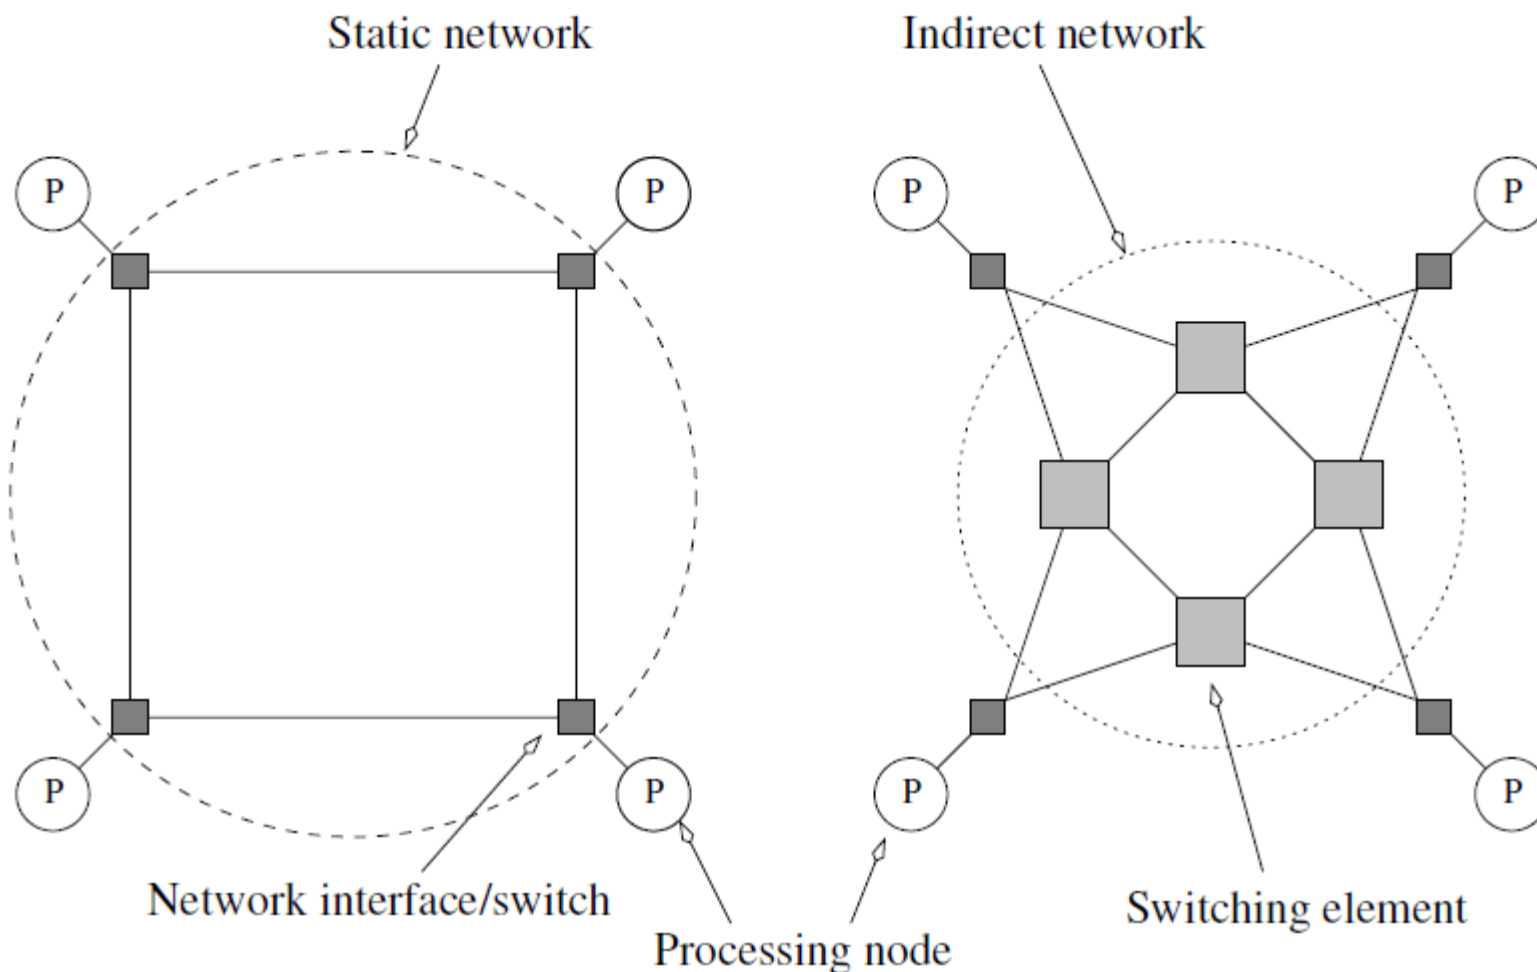 Static network
Indirect network
P
P
P
P
P
P
P
P
Network interface/switch
Switching element
Processing node